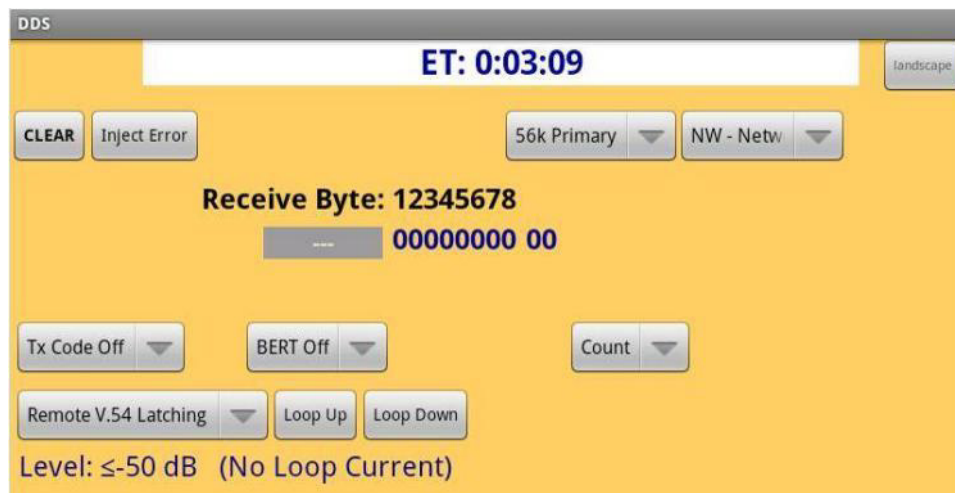 DDS
ET: 0:03:09
landscape
CLEAR Inject Error 56k Primary NW - Netw
Receive Byte: 12345678
--- 00000000 00
Tx Code Off BERT Off Count
Remote V.54 Latching Loop Up Loop Down
Level: ≤-50 dB (No Loop Current)